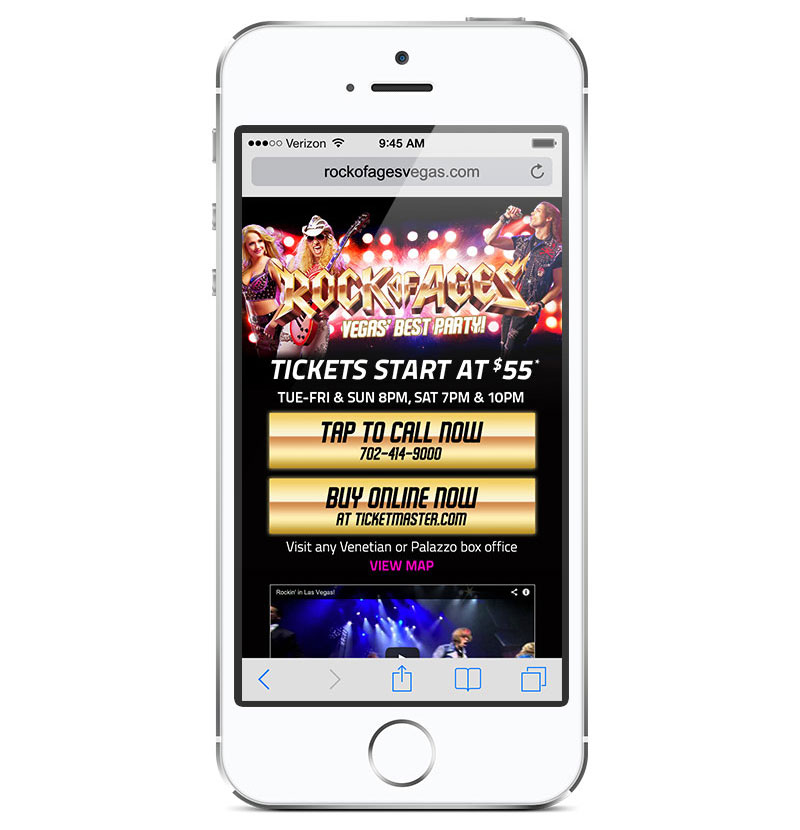 Verizon 9:45 AM
rockofagesvegas.com
ROCK OF AGES
VEGAS' BEST PARTY!
TICKETS START AT $55*
TUE-FRI & SUN 8PM, SAT 7PM & 10PM
TAP TO CALL NOW
702-414-9000
BUY ONLINE NOW
AT TICKETMASTER.COM
Visit any Venetian or Palazzo box office
VIEW MAP
Rockin' in Las Vegas!